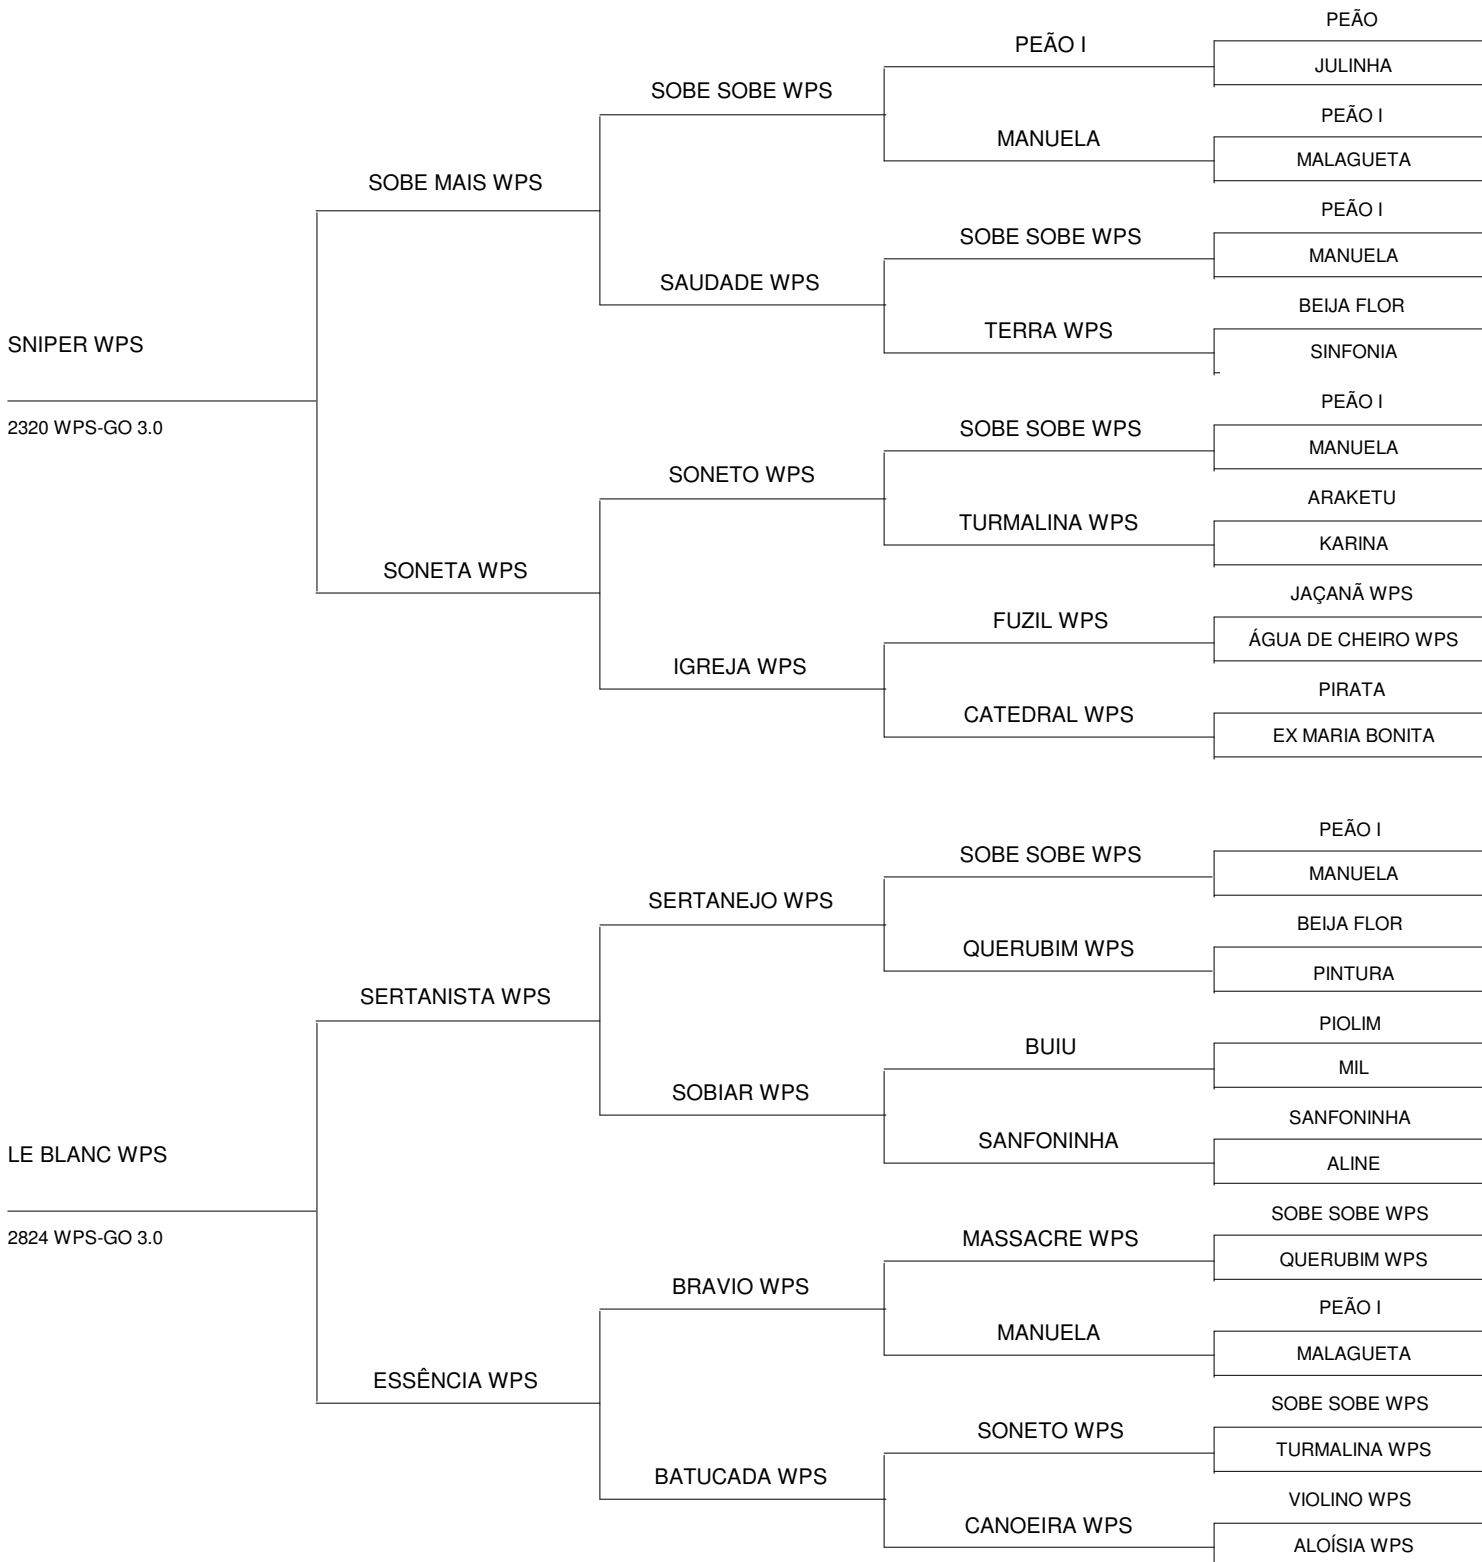 PEÃO
PEÃO I
JULINHA
SOBE SOBE WPS
PEÃO I
MANUELA
MALAGUETA
SOBE MAIS WPS
PEÃO I
SOBE SOBE WPS
MANUELA
SAUDADE WPS
BEIJA FLOR
TERRA WPS
SINFONIA
SNIPER WPS
2320 WPS-GO 3.0
PEÃO I
SOBE SOBE WPS
MANUELA
SONETO WPS
ARAKETU
TURMALINA WPS
KARINA
SONETA WPS
JAÇANÃ WPS
FUZIL WPS
ÁGUA DE CHEIRO WPS
IGREJA WPS
PIRATA
CATEDRAL WPS
EX MARIA BONITA
PEÃO I
SOBE SOBE WPS
MANUELA
SERTANEJO WPS
BEIJA FLOR
QUERUBIM WPS
PINTURA
SERTANISTA WPS
PIOLIM
BUIU
MIL
SOBIAR WPS
SANFONINHA
SANFONINHA
ALINE
LE BLANC WPS
2824 WPS-GO 3.0
SOBE SOBE WPS
MASSACRE WPS
QUERUBIM WPS
BRAVIO WPS
PEÃO I
MANUELA
MALAGUETA
ESSÊNCIA WPS
SOBE SOBE WPS
SONETO WPS
TURMALINA WPS
BATUCADA WPS
VIOLINO WPS
CANOEIRA WPS
ALOÍSIA WPS